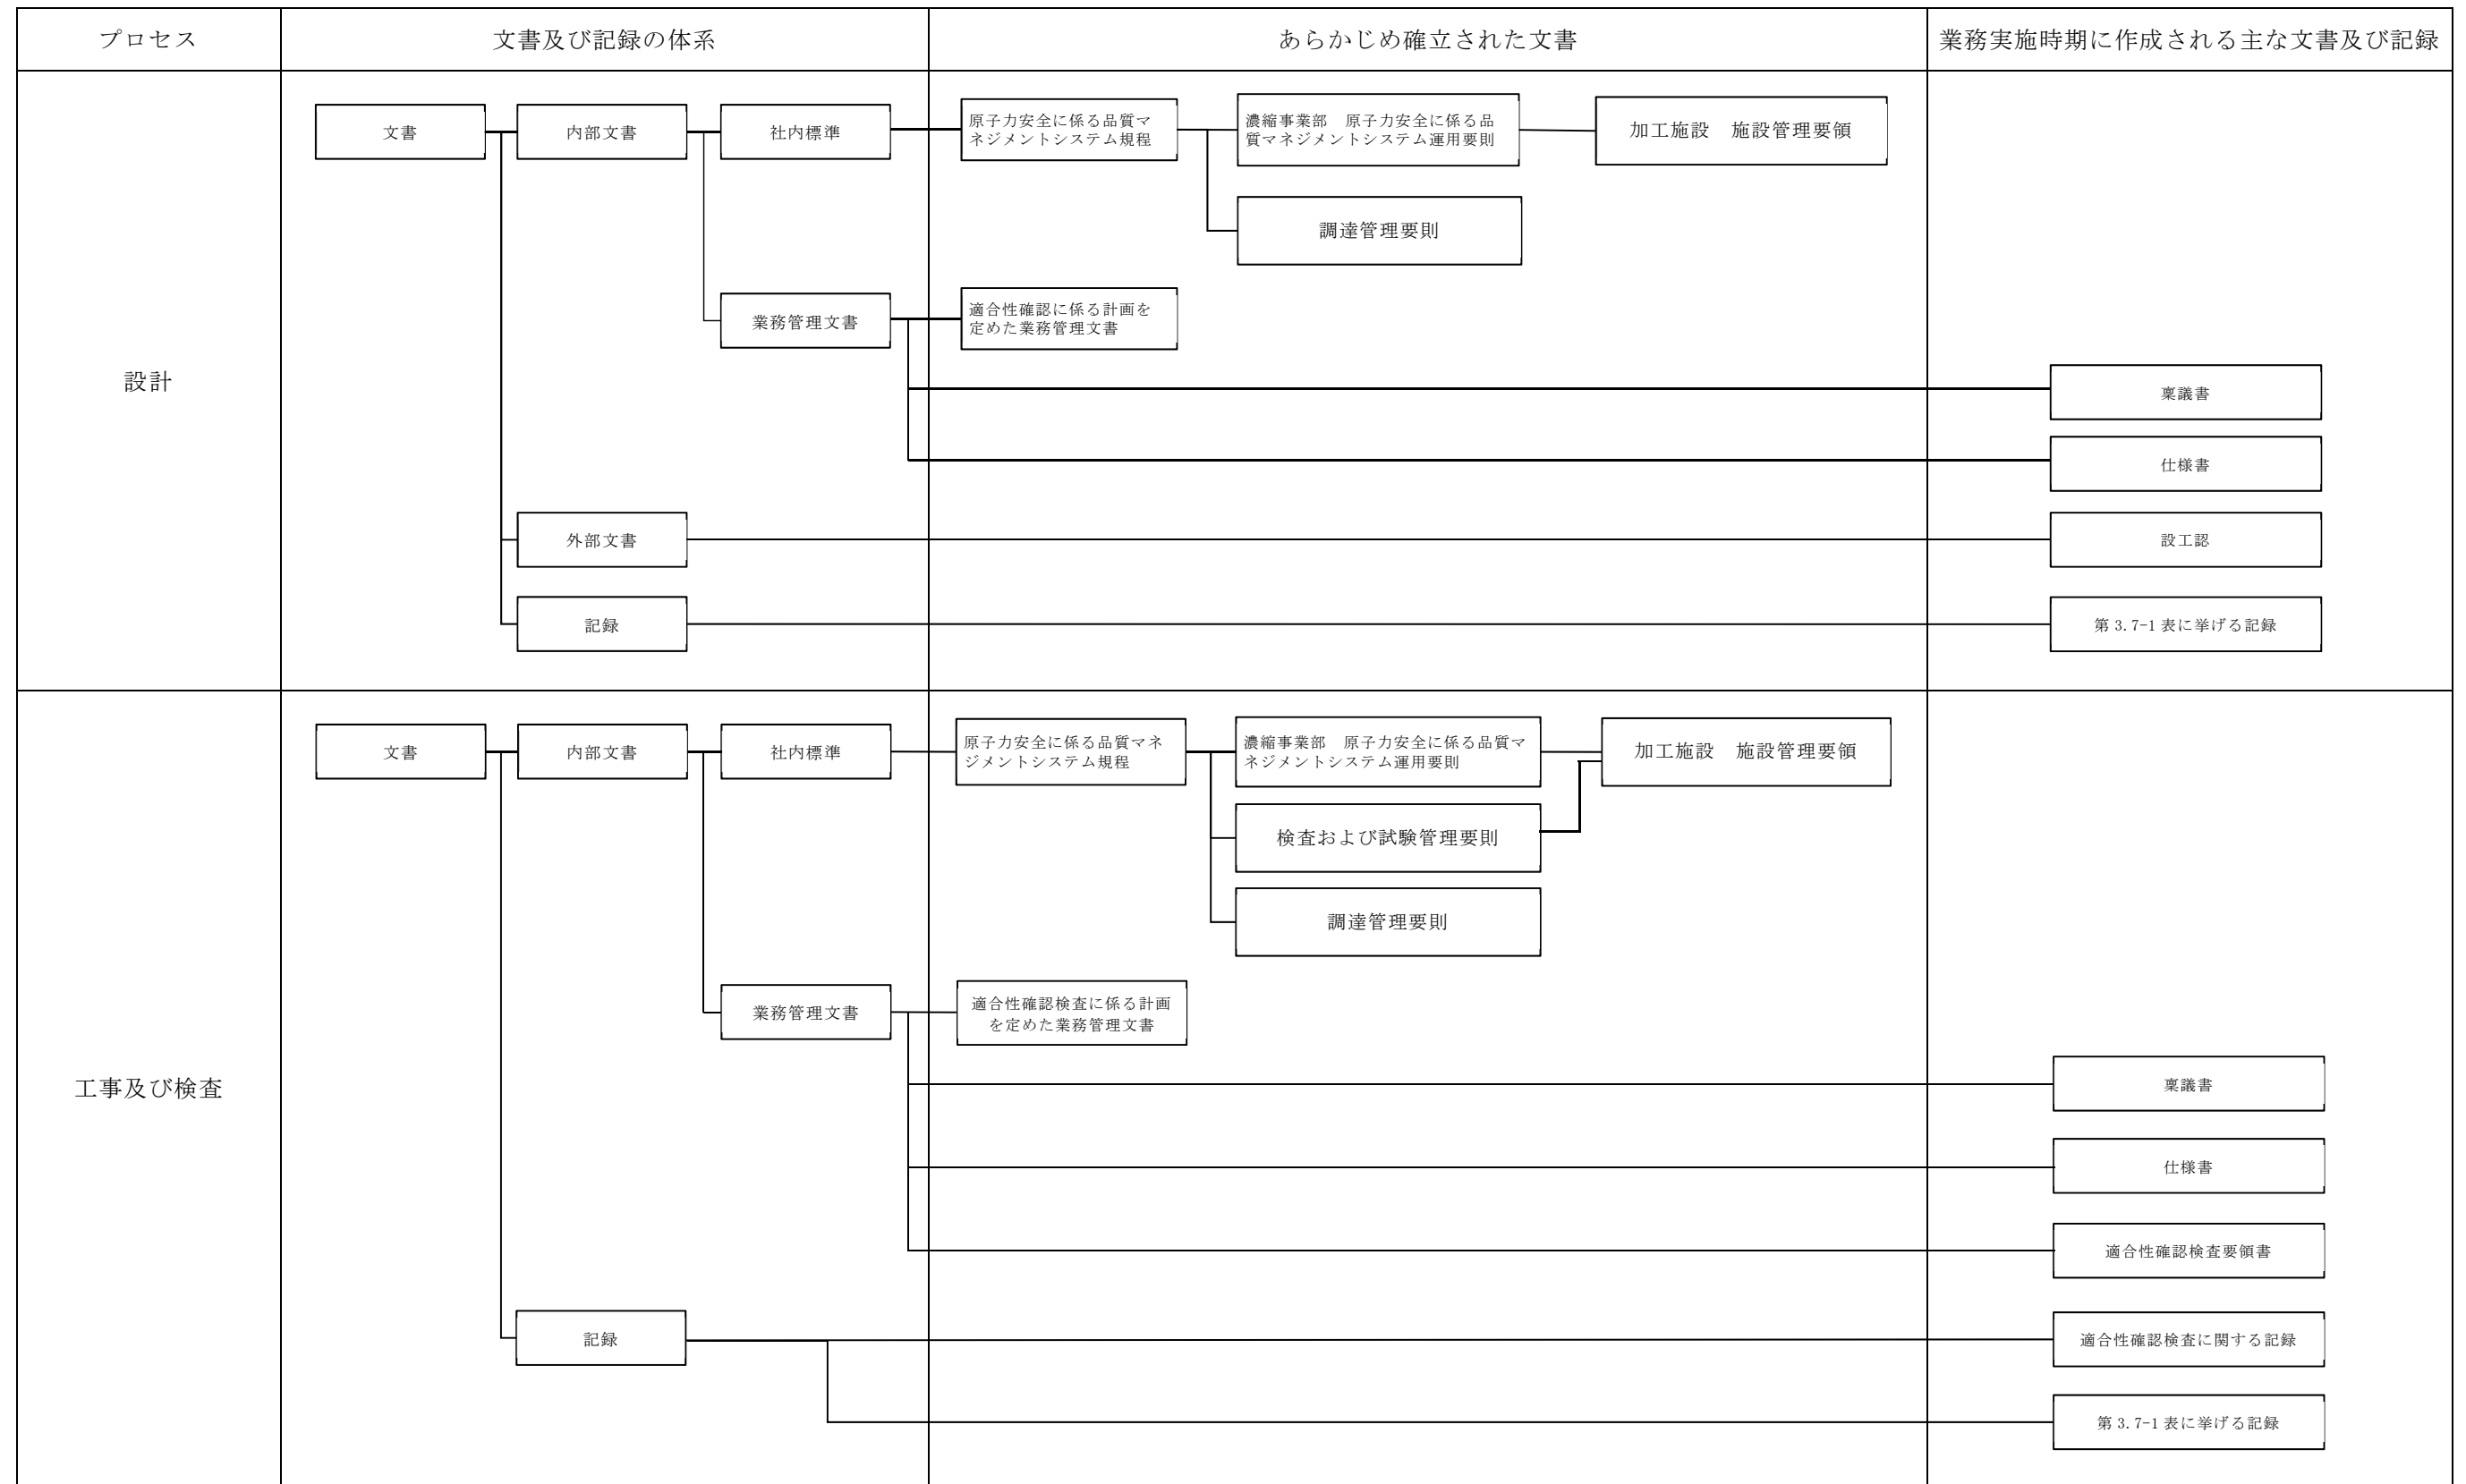 プロセス
文書及び記録の体系
あらかじめ確立された文書
業務実施時期に作成される主な文書及び記録
設計
文書
内部文書
社内標準
原子力安全に係る品質マ
ネジメントシステム規程
濃縮事業部　原子力安全に係る品
質マネジメントシステム運用要則
加工施設　施設管理要領
調達管理要則
業務管理文書
適合性確認に係る計画を
定めた業務管理文書
稟議書
仕様書
外部文書
設工認
記録
第 3.7-1 表に挙げる記録
工事及び検査
文書
内部文書
社内標準
原子力安全に係る品質マネ
ジメントシステム規程
濃縮事業部　原子力安全に係る品質マ
ネジメントシステム運用要則
加工施設　施設管理要領
検査および試験管理要則
調達管理要則
業務管理文書
適合性確認検査に係る計画
を定めた業務管理文書
稟議書
仕様書
適合性確認検査要領書
記録
適合性確認検査に関する記録
第 3.7-1 表に挙げる記録